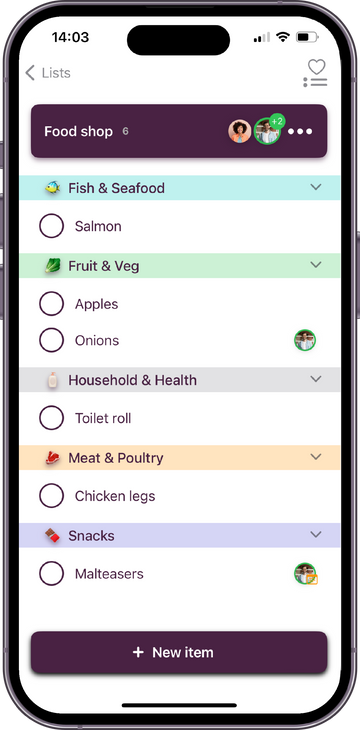 14:03
Lists
Food shop 6
+2
Fish & Seafood
Salmon
Fruit & Veg
Apples
Onions
Household & Health
Toilet roll
Meat & Poultry
Chicken legs
Snacks
Malteasers
+ New item